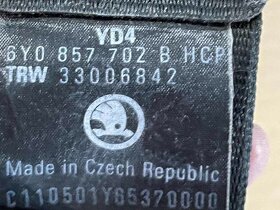 YD4
6Y0 857 702 B HCP
TRW 33006842
Made in Czech Republic
C110501Y65370000